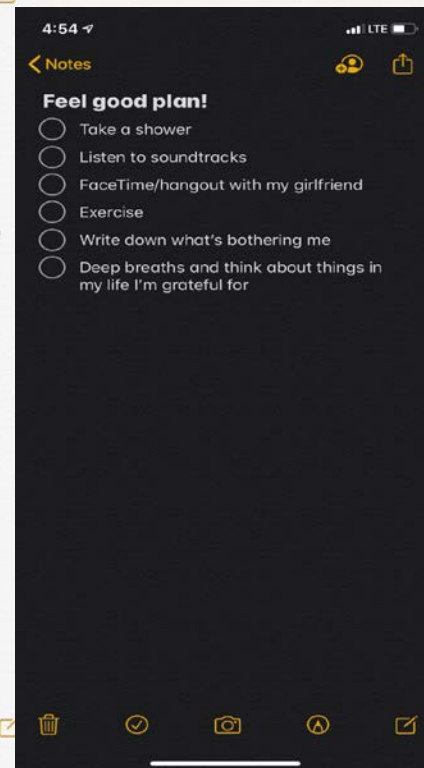 4:54
LTE
Notes
Feel good plan!
Take a shower
Listen to soundtracks
FaceTime/hangout with my girlfriend
Exercise
Write down what's bothering me
Deep breaths and think about things in
my life I'm grateful for